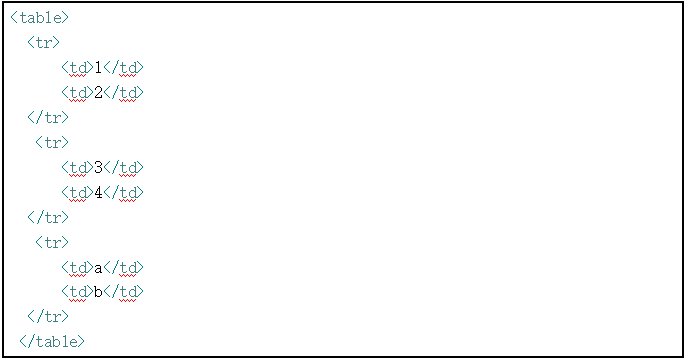 <table>
<tr>
<td>1</td>
<td>2</td>
</tr>
<tr>
<td>3</td>
<td>4</td>
</tr>
<tr>
<td>a</td>
<td>b</td>
</tr>
</table>